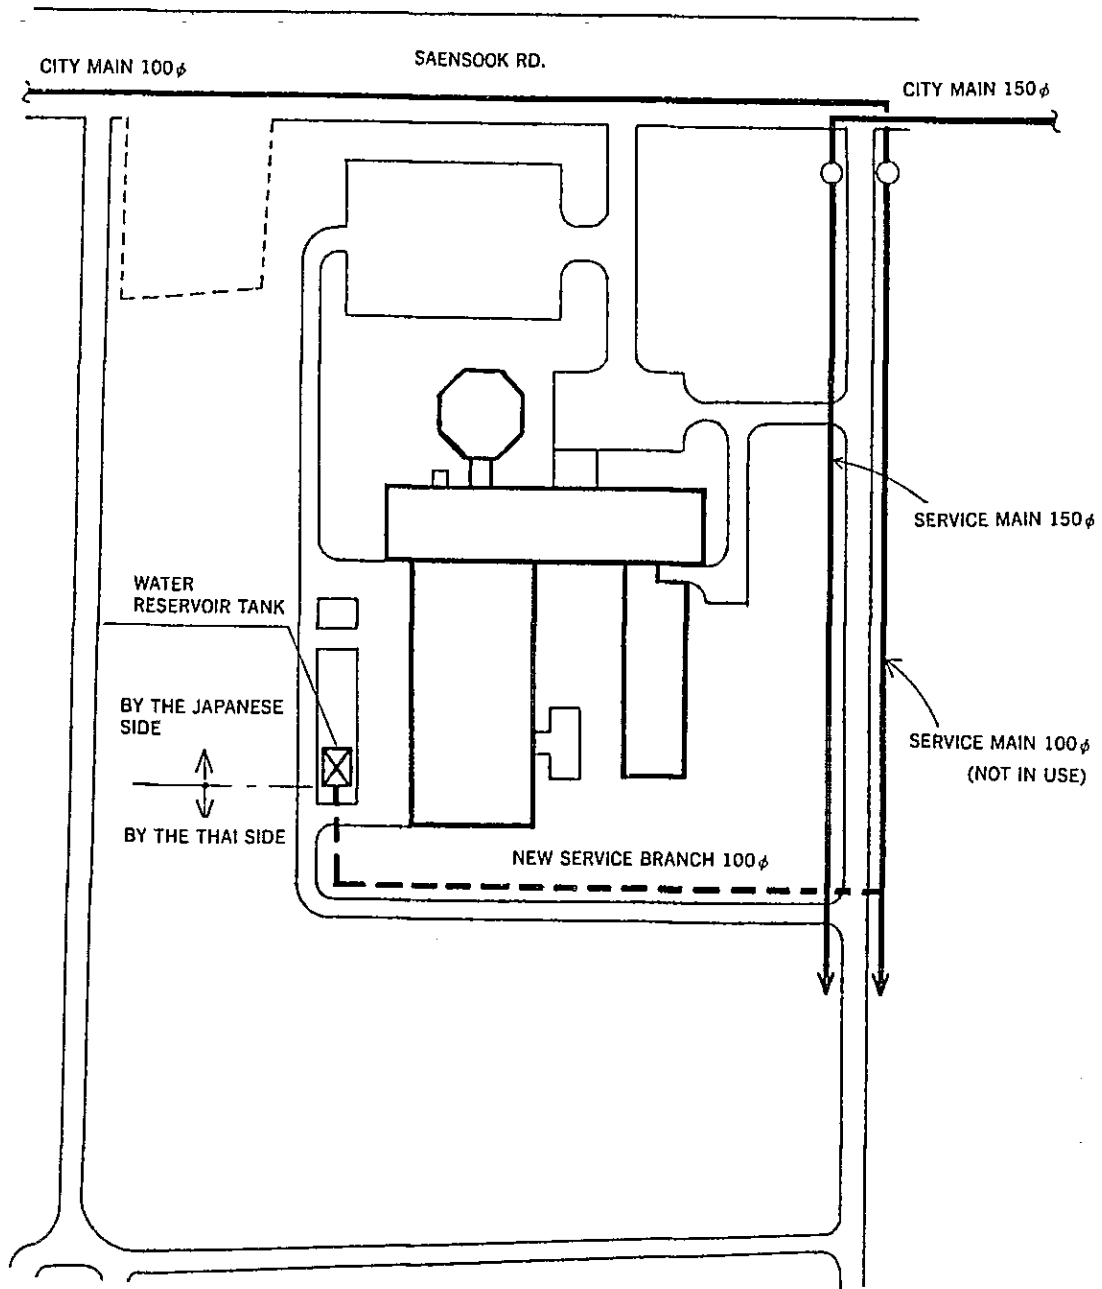 SAENSOOK RD.
CITY MAIN 100φ
CITY MAIN 150φ
SERVICE MAIN 150φ
WATER
RESERVOIR TANK
BY THE JAPANESE
SIDE
SERVICE MAIN 100φ
(NOT IN USE)
BY THE THAI SIDE
NEW SERVICE BRANCH 100φ